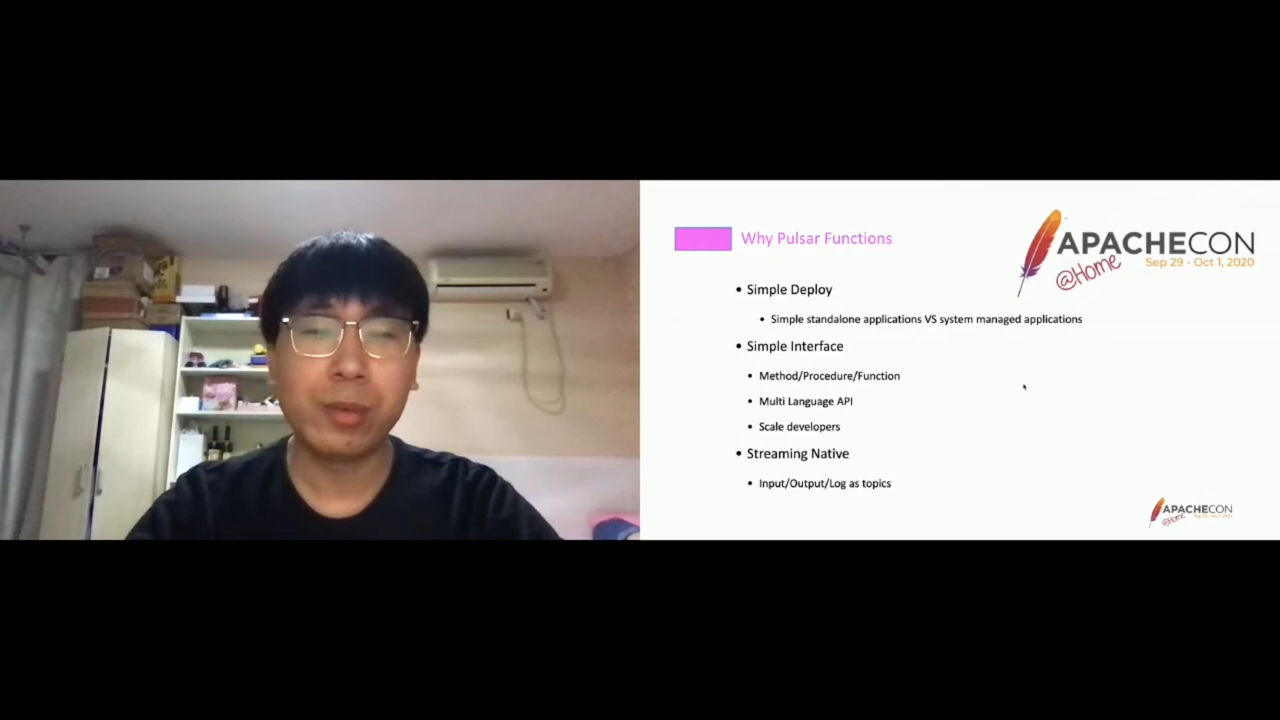 Why Pulsar Functions
APACHECON
@Home
Sep 29 - Oct 1, 2020
• Simple Deploy
• Simple standalone applications VS system managed applications
• Simple Interface
• Method/Procedure/Function
• Multi Language API
• Scale developers
• Streaming Native
• Input/Output/Log as topics
APACHECON
@Home